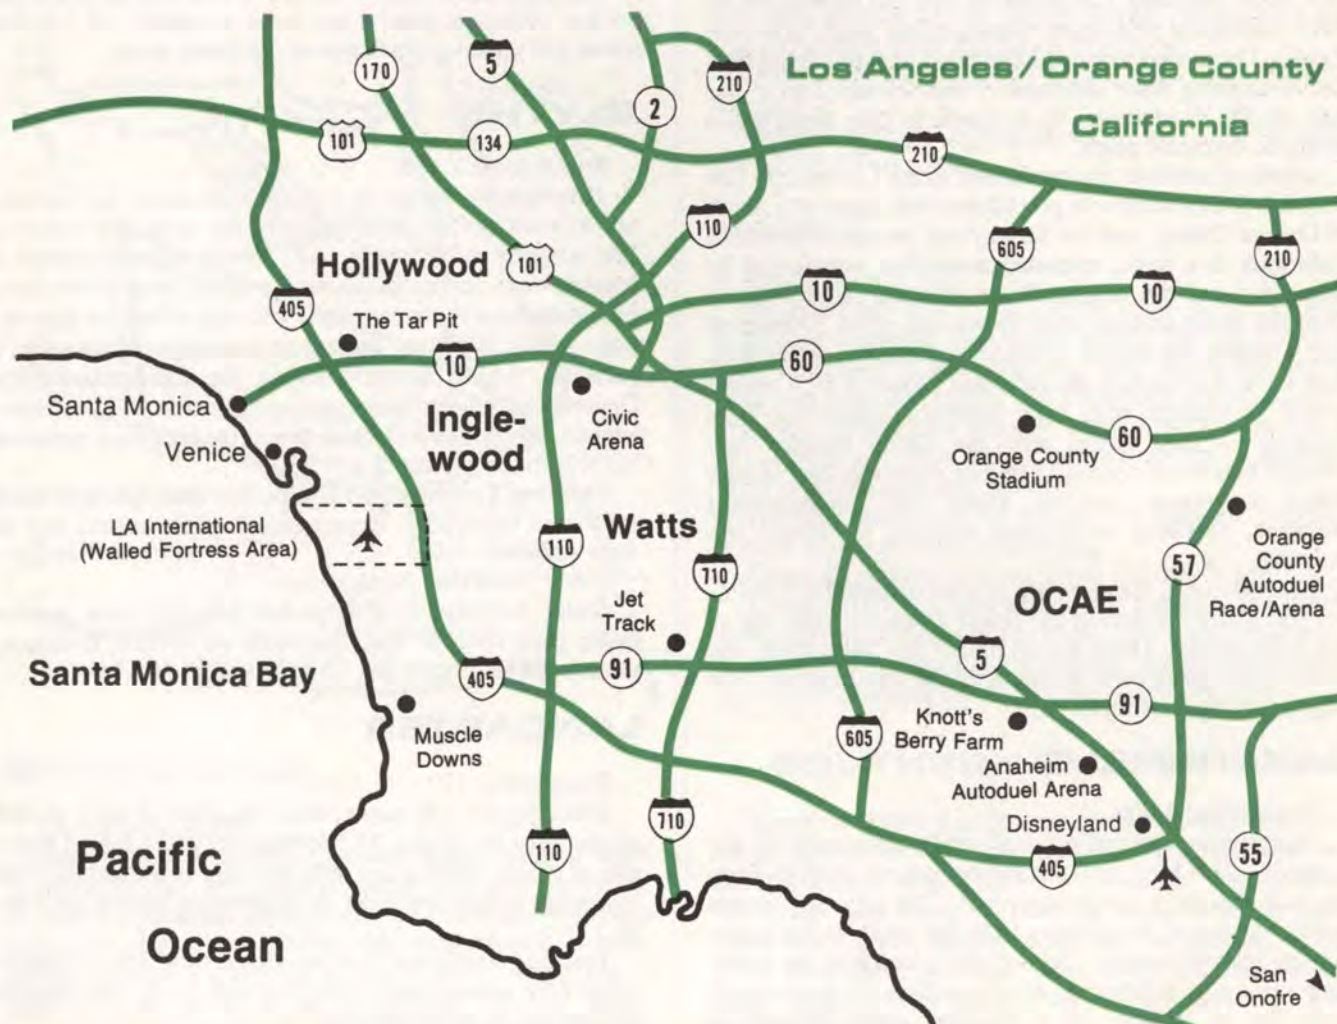 170
5
2
210
Los Angeles / Orange County
California
101
134
210
110
605
210
Hollywood
101
405
The Tar Pit
10
10
10
60
Santa Monica
Ingle-
wood
Civic
Arena
Venice
60
Orange County
Stadium
LA International
(Walled Fortress Area)
Watts
110
710
57
Orange
County
Autoduel
Race/Arena
OCAE
Jet
Track
91
5
Santa Monica Bay
405
91
Muscle
Downs
605
Knott's
Berry Farm
Anaheim
Autoduel Arena
710
Disneyland
110
405
55
Pacific
Ocean
San
Onofre